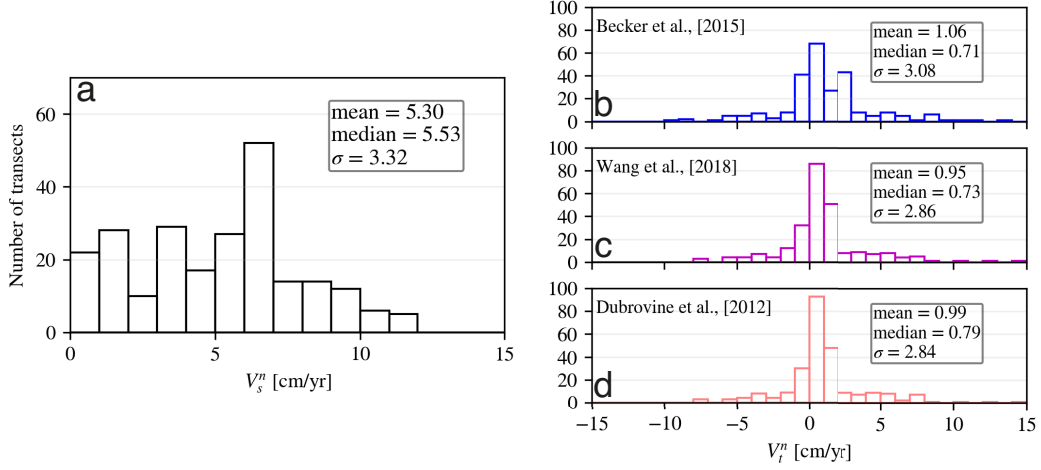 a
mean = 5.30
median = 5.53
σ = 3.32
60
40
20
0
Number of transects
0 5 10 15
V_s^n [cm/yr]
Becker et al., [2015]
mean = 1.06
median = 0.71
σ = 3.08
100
80
60
40
20
0
b
Wang et al., [2018]
mean = 0.95
median = 0.73
σ = 2.86
100
80
60
40
20
0
c
Dubrovine et al., [2012]
mean = 0.99
median = 0.79
σ = 2.84
100
80
60
40
20
0
d
−15 −10 −5 0 5 10 15
V_t^n [cm/yr]